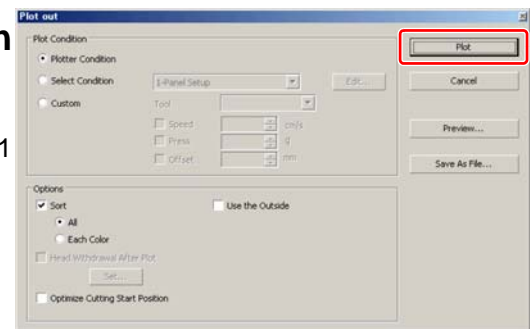 Plot out
n
1
Plot Condition
Plotter Condition
Select Condition 1-Panel Setup Edit...
Custom Tool
Speed cm/s
Press g
Offset mm
Plot
Cancel
Preview...
Save As File...
Options
Sort Use the Outside
All
Each Color
Head Withdrawal After Plot
Set...
Optimize Cutting Start Position